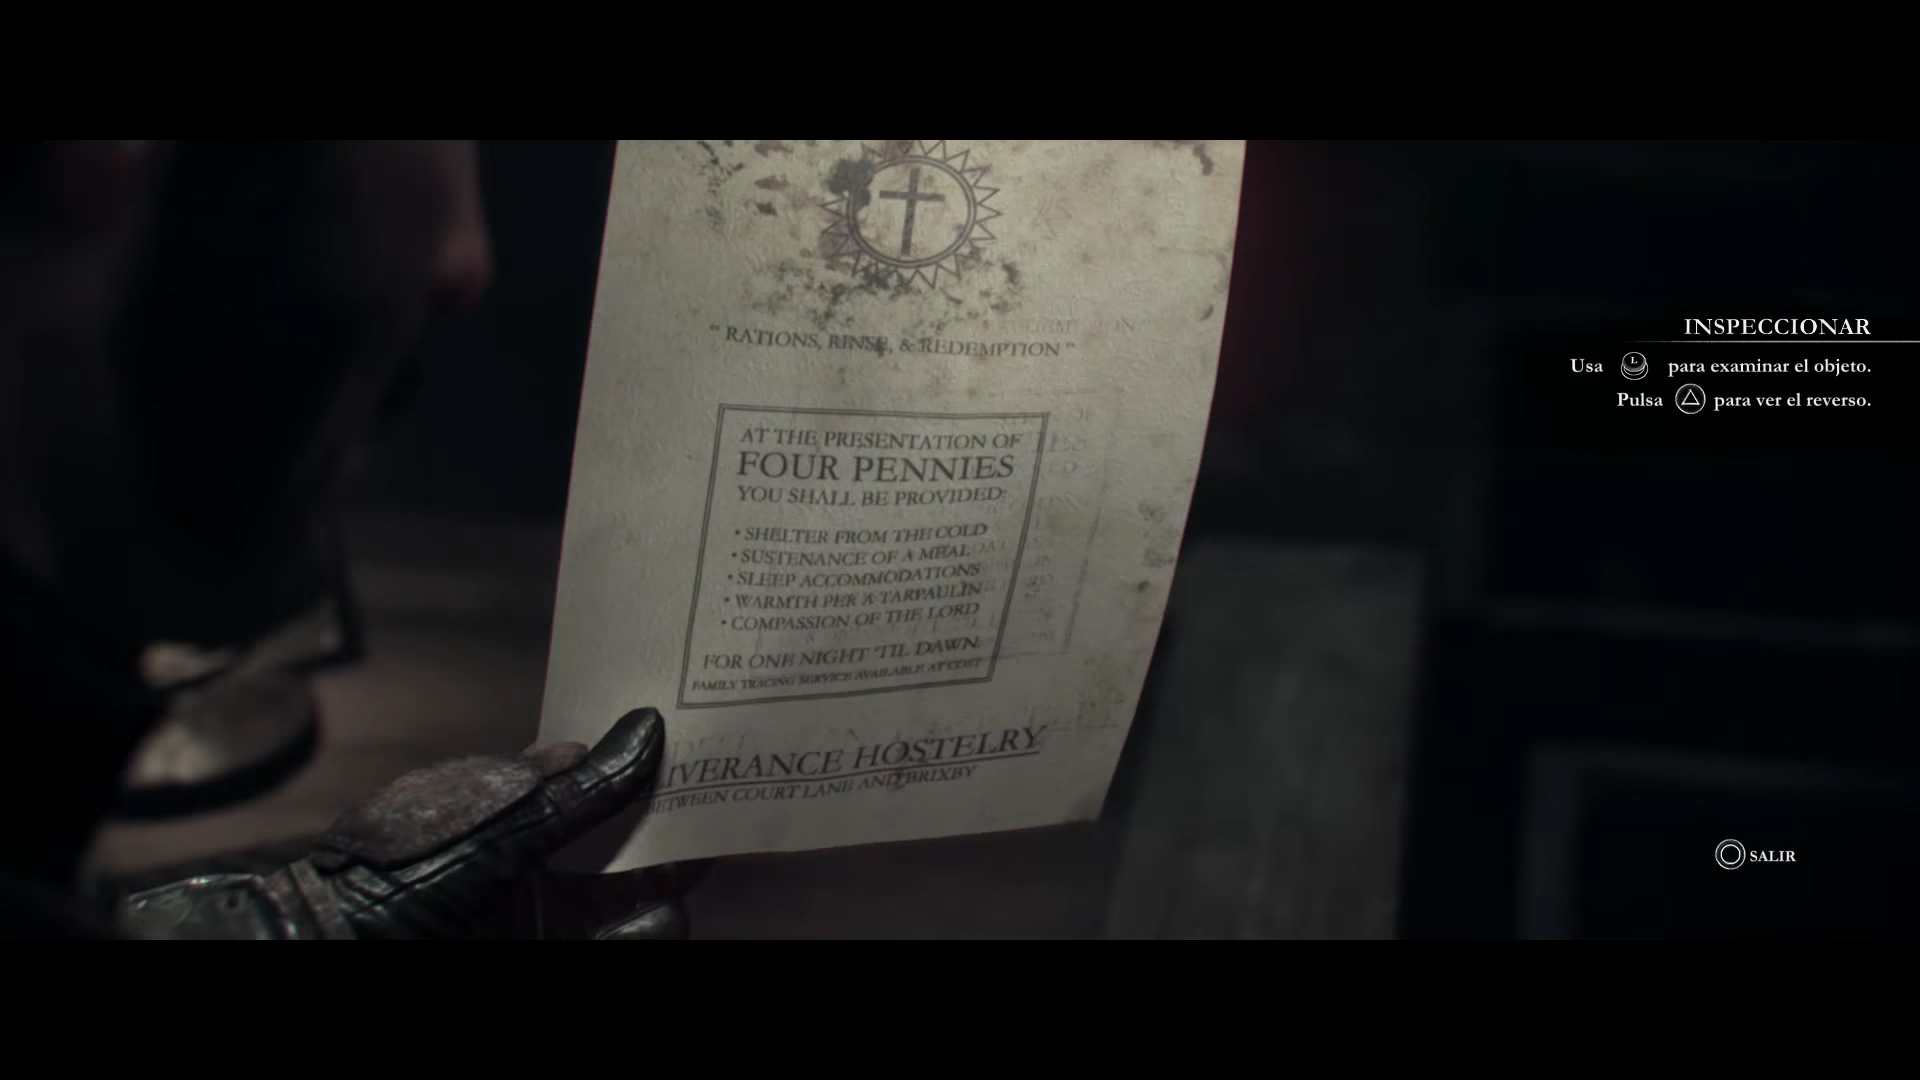 " RATIONS, RINSE, & REDEMPTION "
AT THE PRESENTATION OF
FOUR PENNIES
YOU SHALL BE PROVIDED:
• SHELTER FROM THE COLD
• SUSTENANCE OF A MEAL
• SLEEP ACCOMMODATIONS
• WARMTH PER A TARPAULIN
• COMPASSION OF THE LORD
FOR ONE NIGHT 'TIL DAWN.
FAMILY TRACING SERVICE AVAILABLE AT COST
IVERANCE HOSTELRY
BETWEEN COURT LANE AND BRIXBY
INSPECCIONAR
Usa L para examinar el objeto.
Pulsa para ver el reverso.
SALIR